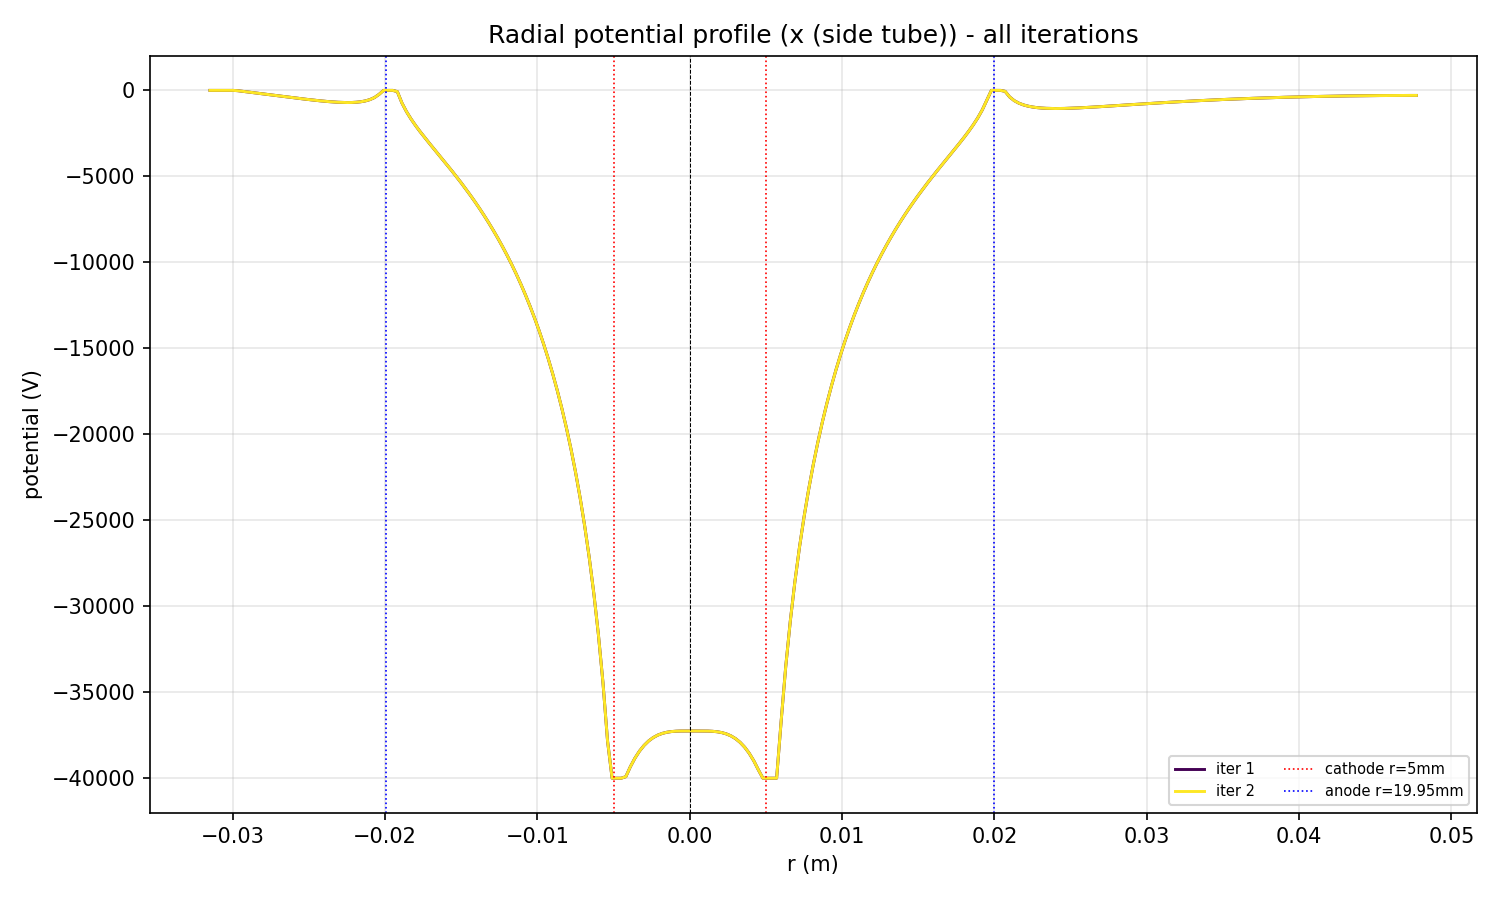 Radial potential profile (x (side tube)) - all iterations
0
−5000
−10000
−15000
−20000
−25000
−30000
−35000
−40000
potential (V)
−0.03
−0.02
−0.01
0.00
0.01
0.02
0.03
0.04
0.05
r (m)
iter 1
iter 2
cathode r=5mm
anode r=19.95mm